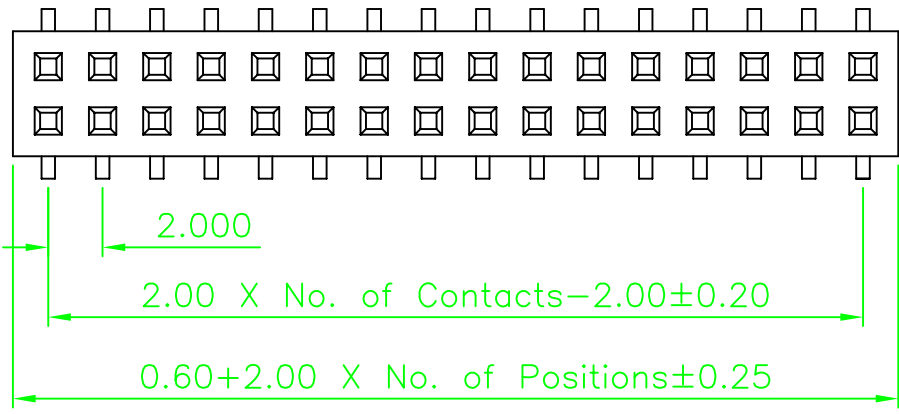 2.000
2.00 X No. of Contacts-2.00±0.20
0.60+2.00 X No. of Positions±0.25